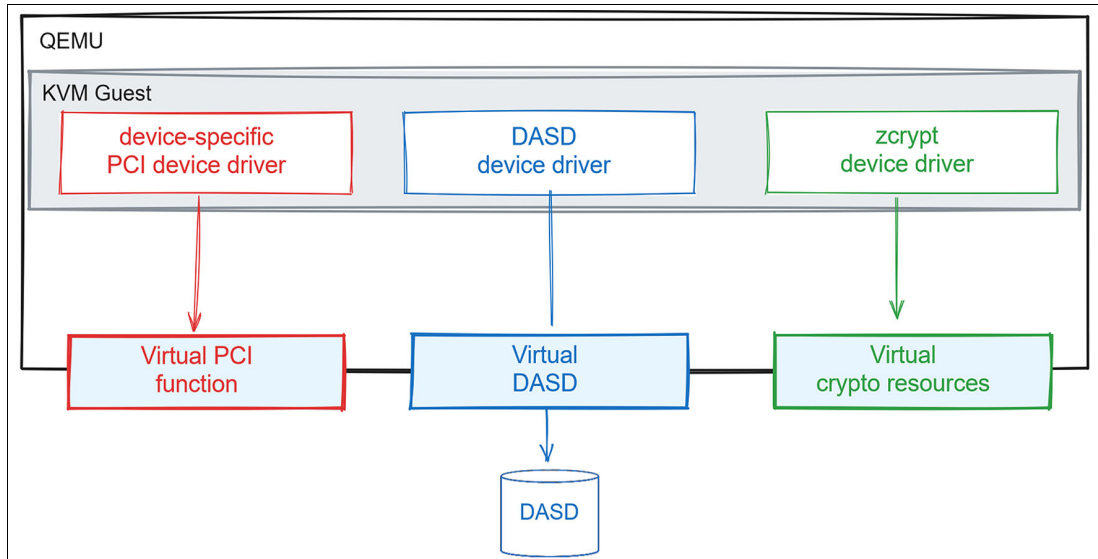 QEMU
KVM Guest
device-specific
PCI device driver
DASD
device driver
zcrypt
device driver
Virtual PCI
function
Virtual
DASD
Virtual
crypto resources
DASD